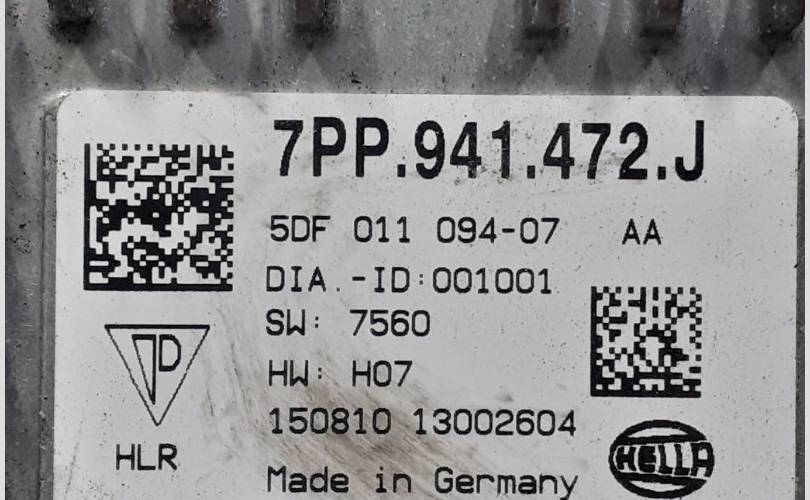 7PP.941.472.J
5DF 011 094-07 AA
DIA.-ID:001001
SW: 7560
HW: H07
150810 13002604
HLR
HELLA
Made in Germany